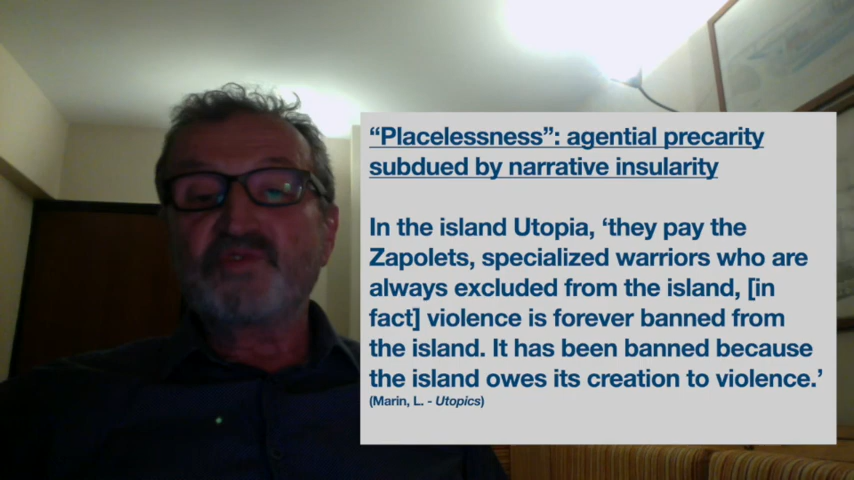 “Placelessness”: agential precarity
subdued by narrative insularity
In the island Utopia, ‘they pay the
Zapolets, specialized warriors who are
always excluded from the island, [in
fact] violence is forever banned from
the island. It has been banned because
the island owes its creation to violence.’
(Marin, L. - Utopics)